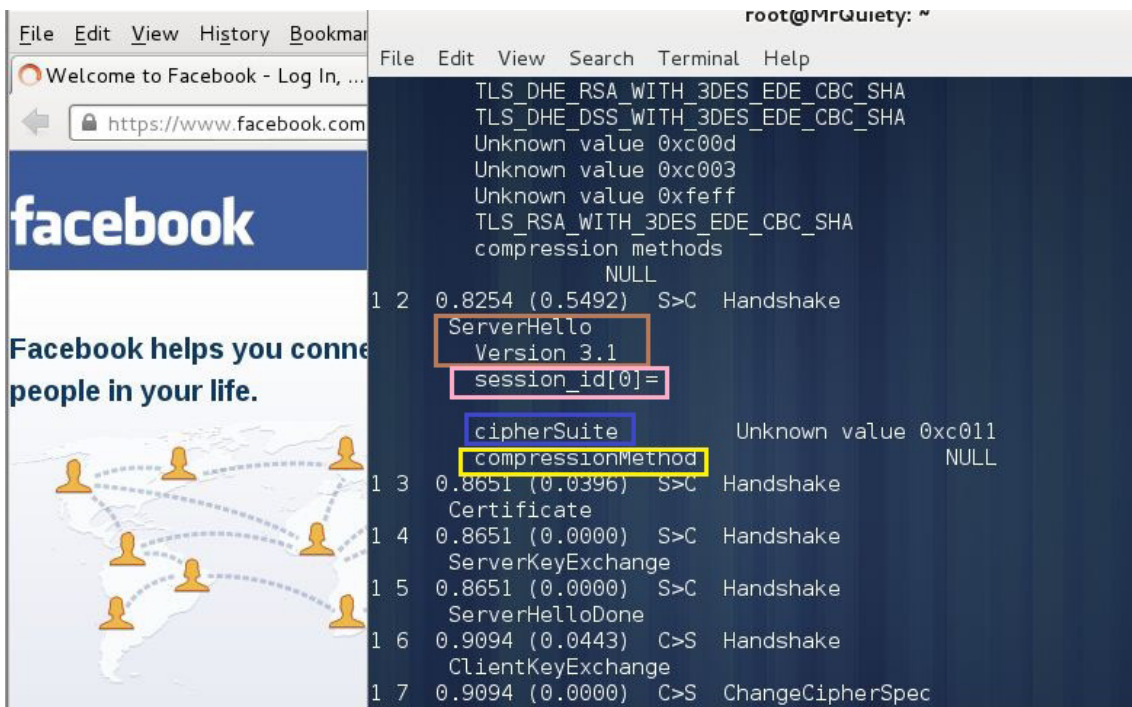 File Edit View History Bookmar
Welcome to Facebook - Log In, ...
https://www.facebook.com
facebook
Facebook helps you conne
people in your life.
root@MrQuiety: ~
File Edit View Search Terminal Help
TLS_DHE_RSA_WITH_3DES_EDE_CBC_SHA
TLS_DHE_DSS_WITH_3DES_EDE_CBC_SHA
Unknown value 0xc00d
Unknown value 0xc003
Unknown value 0xfeff
TLS_RSA_WITH_3DES_EDE_CBC_SHA
compression methods
NULL
1 2 0.8254 (0.5492) S>C Handshake
ServerHello
Version 3.1
session_id[0]=
cipherSuite Unknown value 0xc011
compressionMethod NULL
1 3 0.8651 (0.0396) S>C Handshake
Certificate
1 4 0.8651 (0.0000) S>C Handshake
ServerKeyExchange
1 5 0.8651 (0.0000) S>C Handshake
ServerHelloDone
1 6 0.9094 (0.0443) C>S Handshake
ClientKeyExchange
1 7 0.9094 (0.0000) C>S ChangeCipherSpec